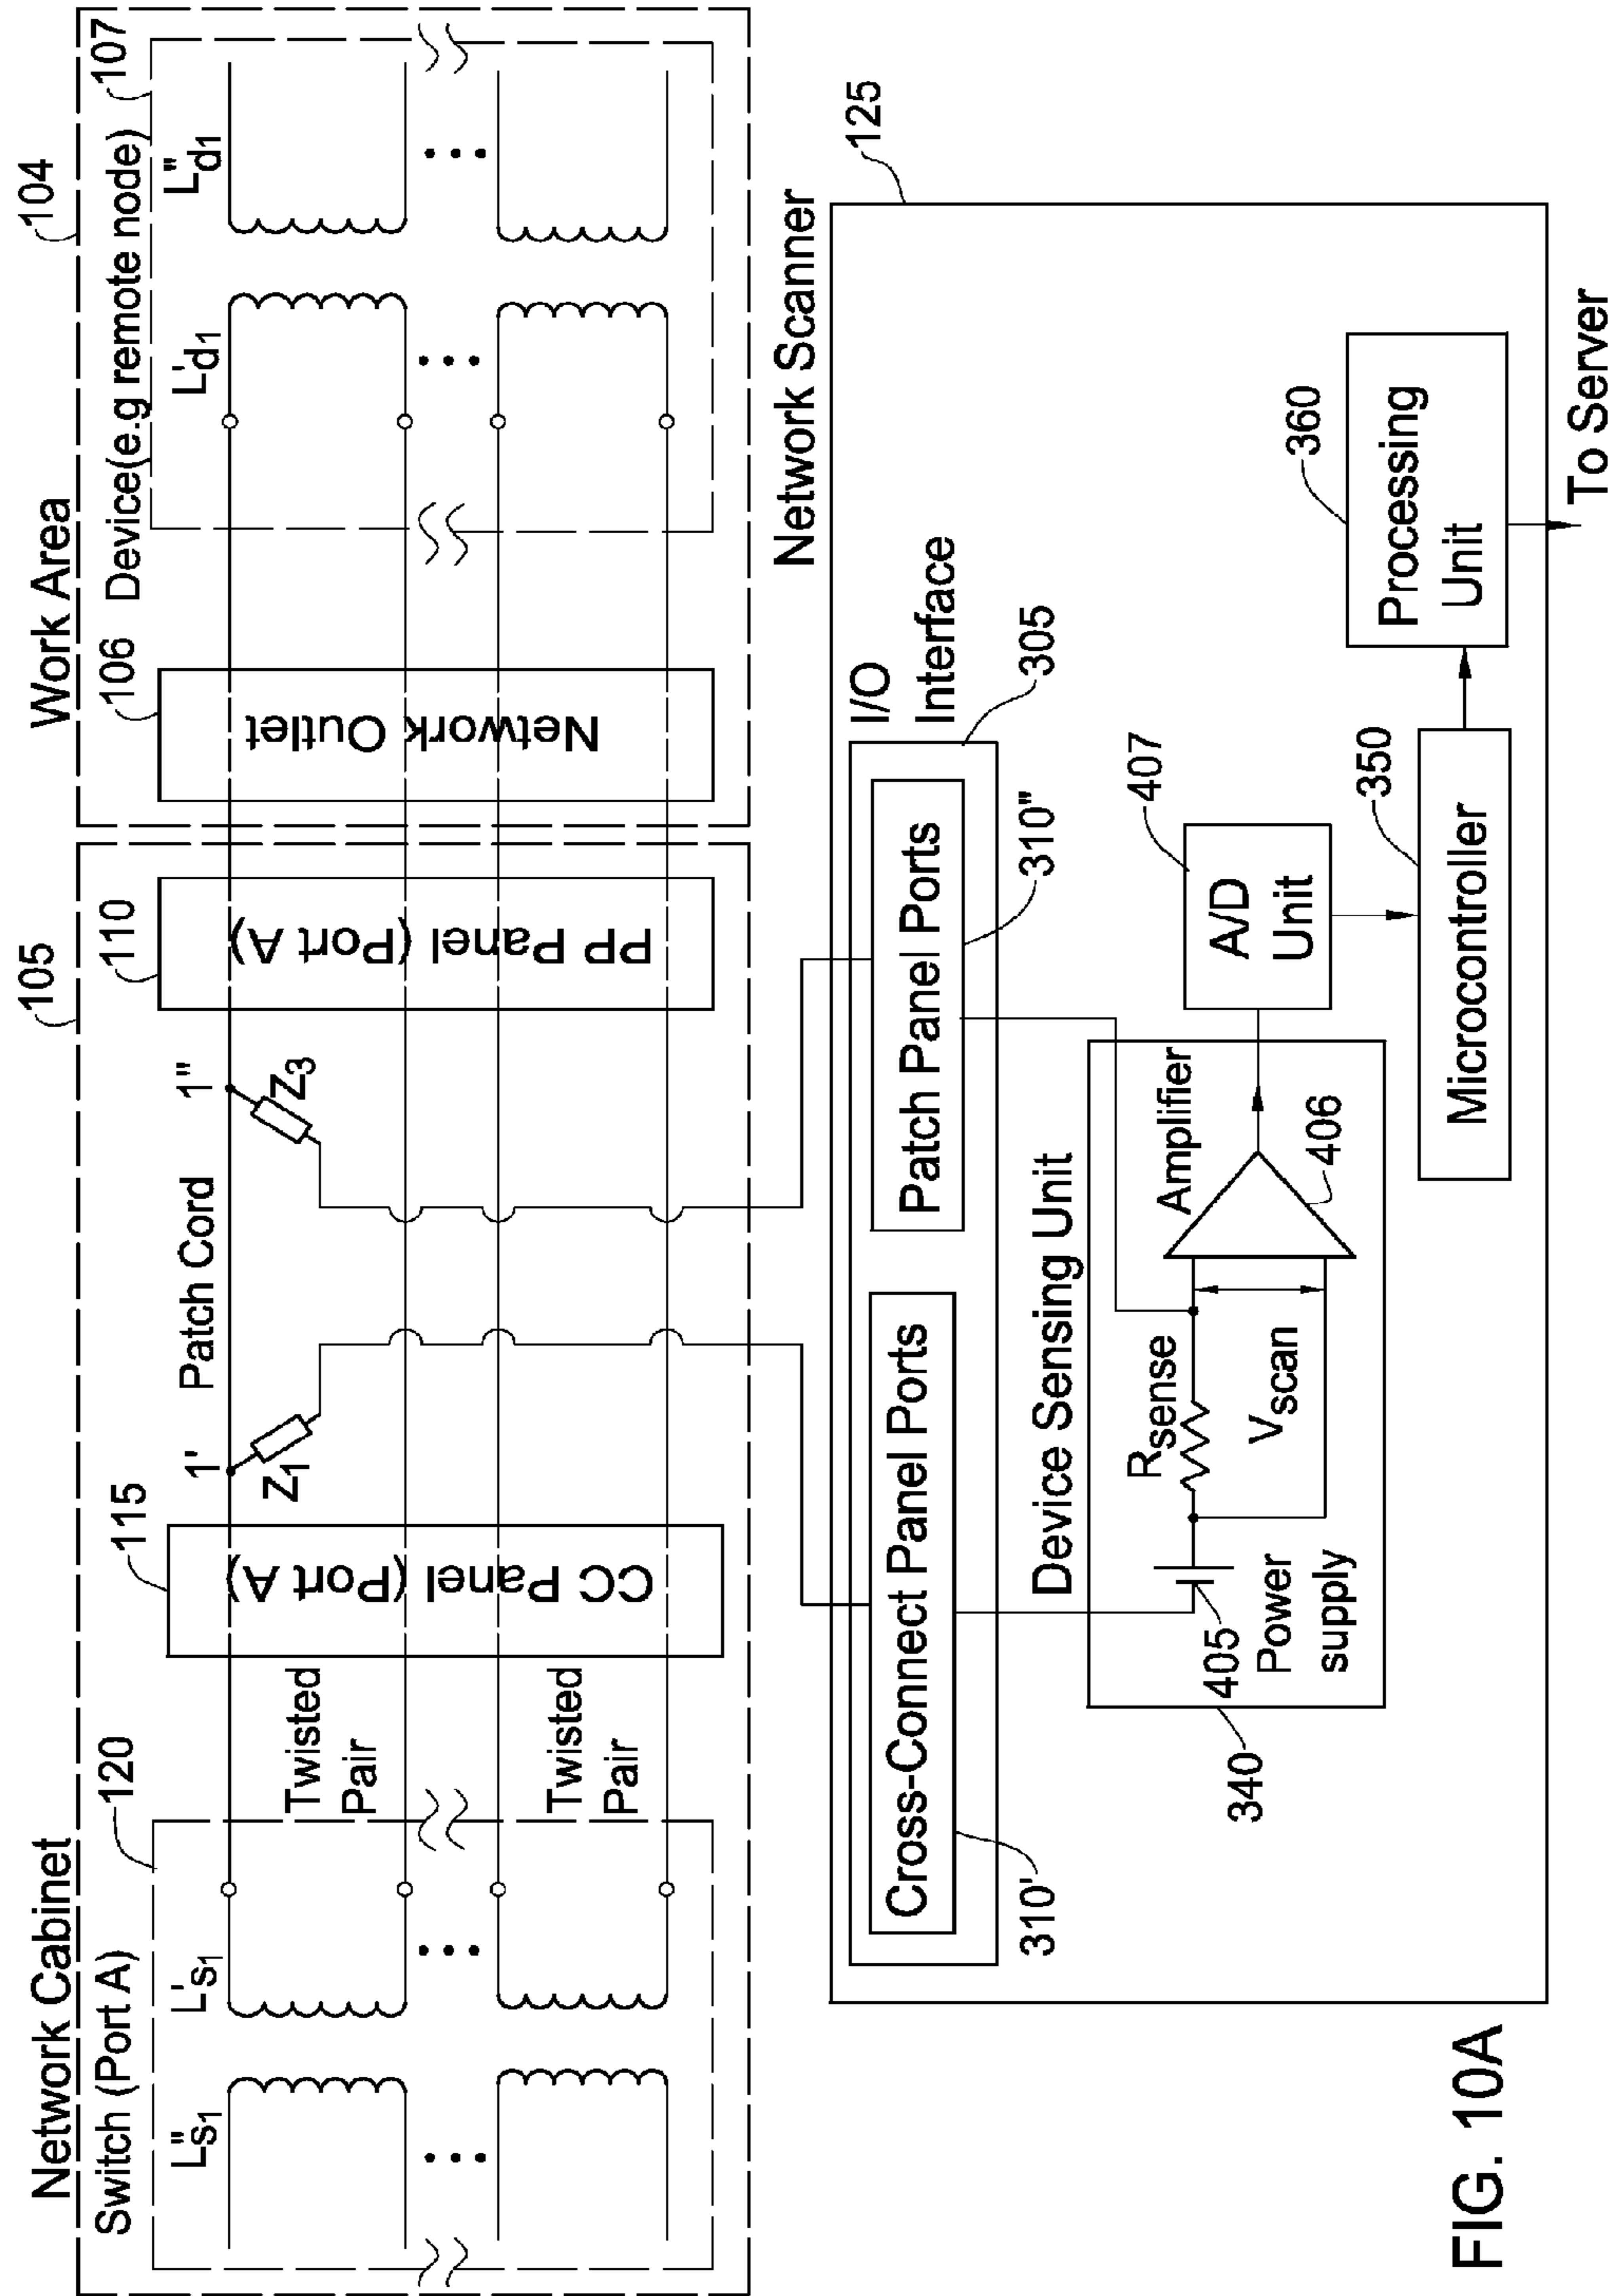 Network Cabinet
Work Area
105
104
Switch (Port A)
120
115
Patch Cord
110
106
Device(e.g remote node)
107
L"s1
L's1
Twisted
Pair
Twisted
Pair
CC Panel (Port A)
1'
Z1
1"
Z3
PP Panel (Port A)
Network Outlet
L'd1
L"d1
Network Scanner
125
I/O
Interface
305
Cross-Connect Panel Ports
310'
Patch Panel Ports
310"
Device Sensing Unit
340
405
Power
supply
Rsense
Vscan
Amplifier
406
A/D
Unit
407
Microcontroller
350
Processing
Unit
360
To Server
FIG. 10A